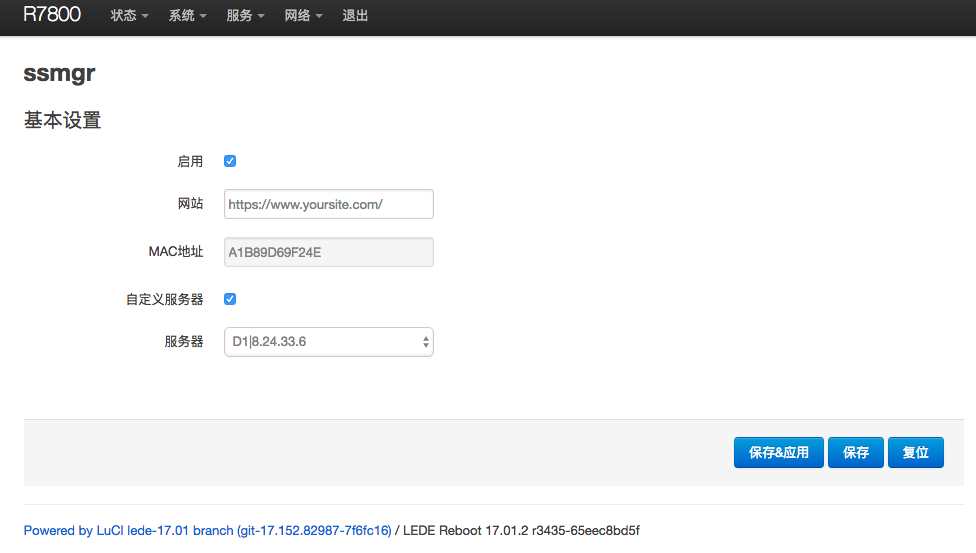 R7800 状态 系统 服务 网络 退出
ssmgr
基本设置
启用
网站 https://www.yoursite.com/
MAC地址 A1B89D69F24E
自定义服务器
服务器 D1|8.24.33.6
保存&应用 保存 复位
Powered by LuCI lede-17.01 branch (git-17.152.82987-7f6fc16) / LEDE Reboot 17.01.2 r3435-65eec8bd5f